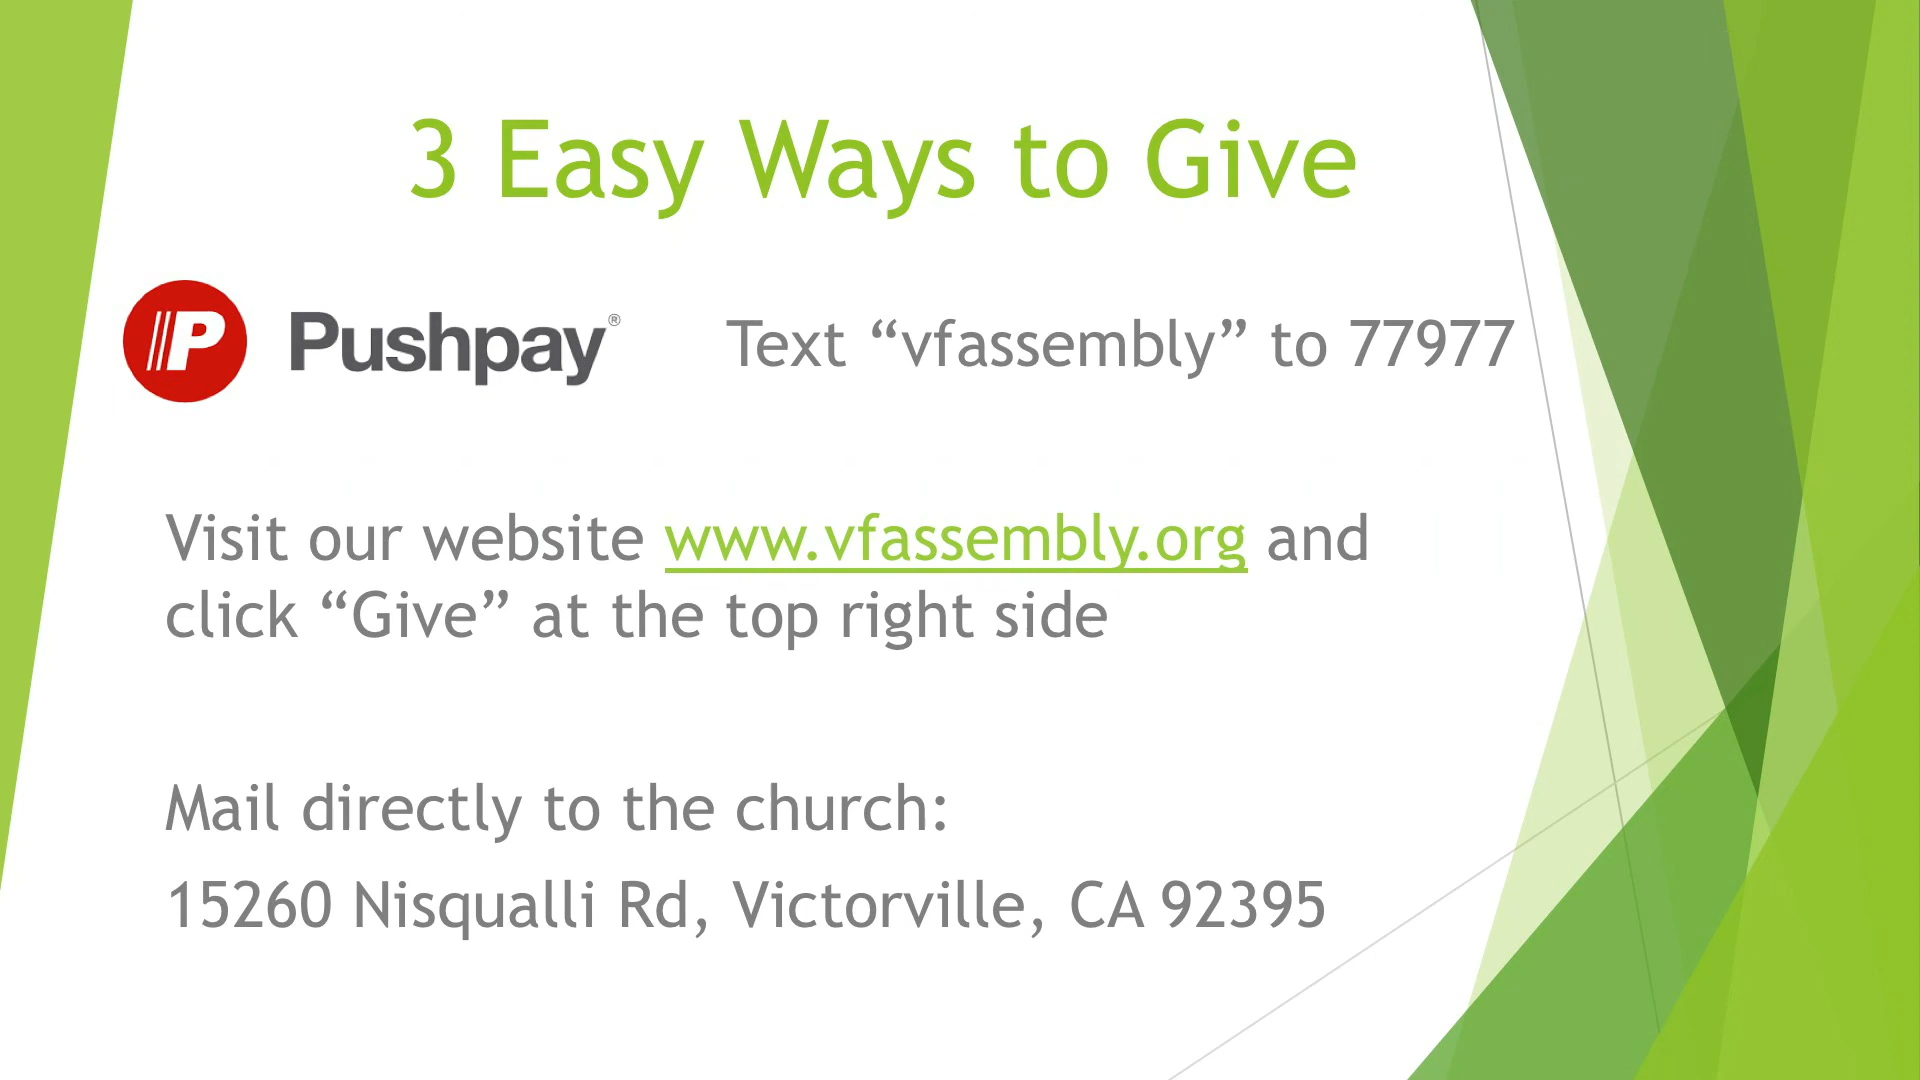 3 Easy Ways to Give
P Pushpay® Text “vfassembly” to 77977
Visit our website www.vfassembly.org and
click “Give” at the top right side
Mail directly to the church:
15260 Nisqualli Rd, Victorville, CA 92395